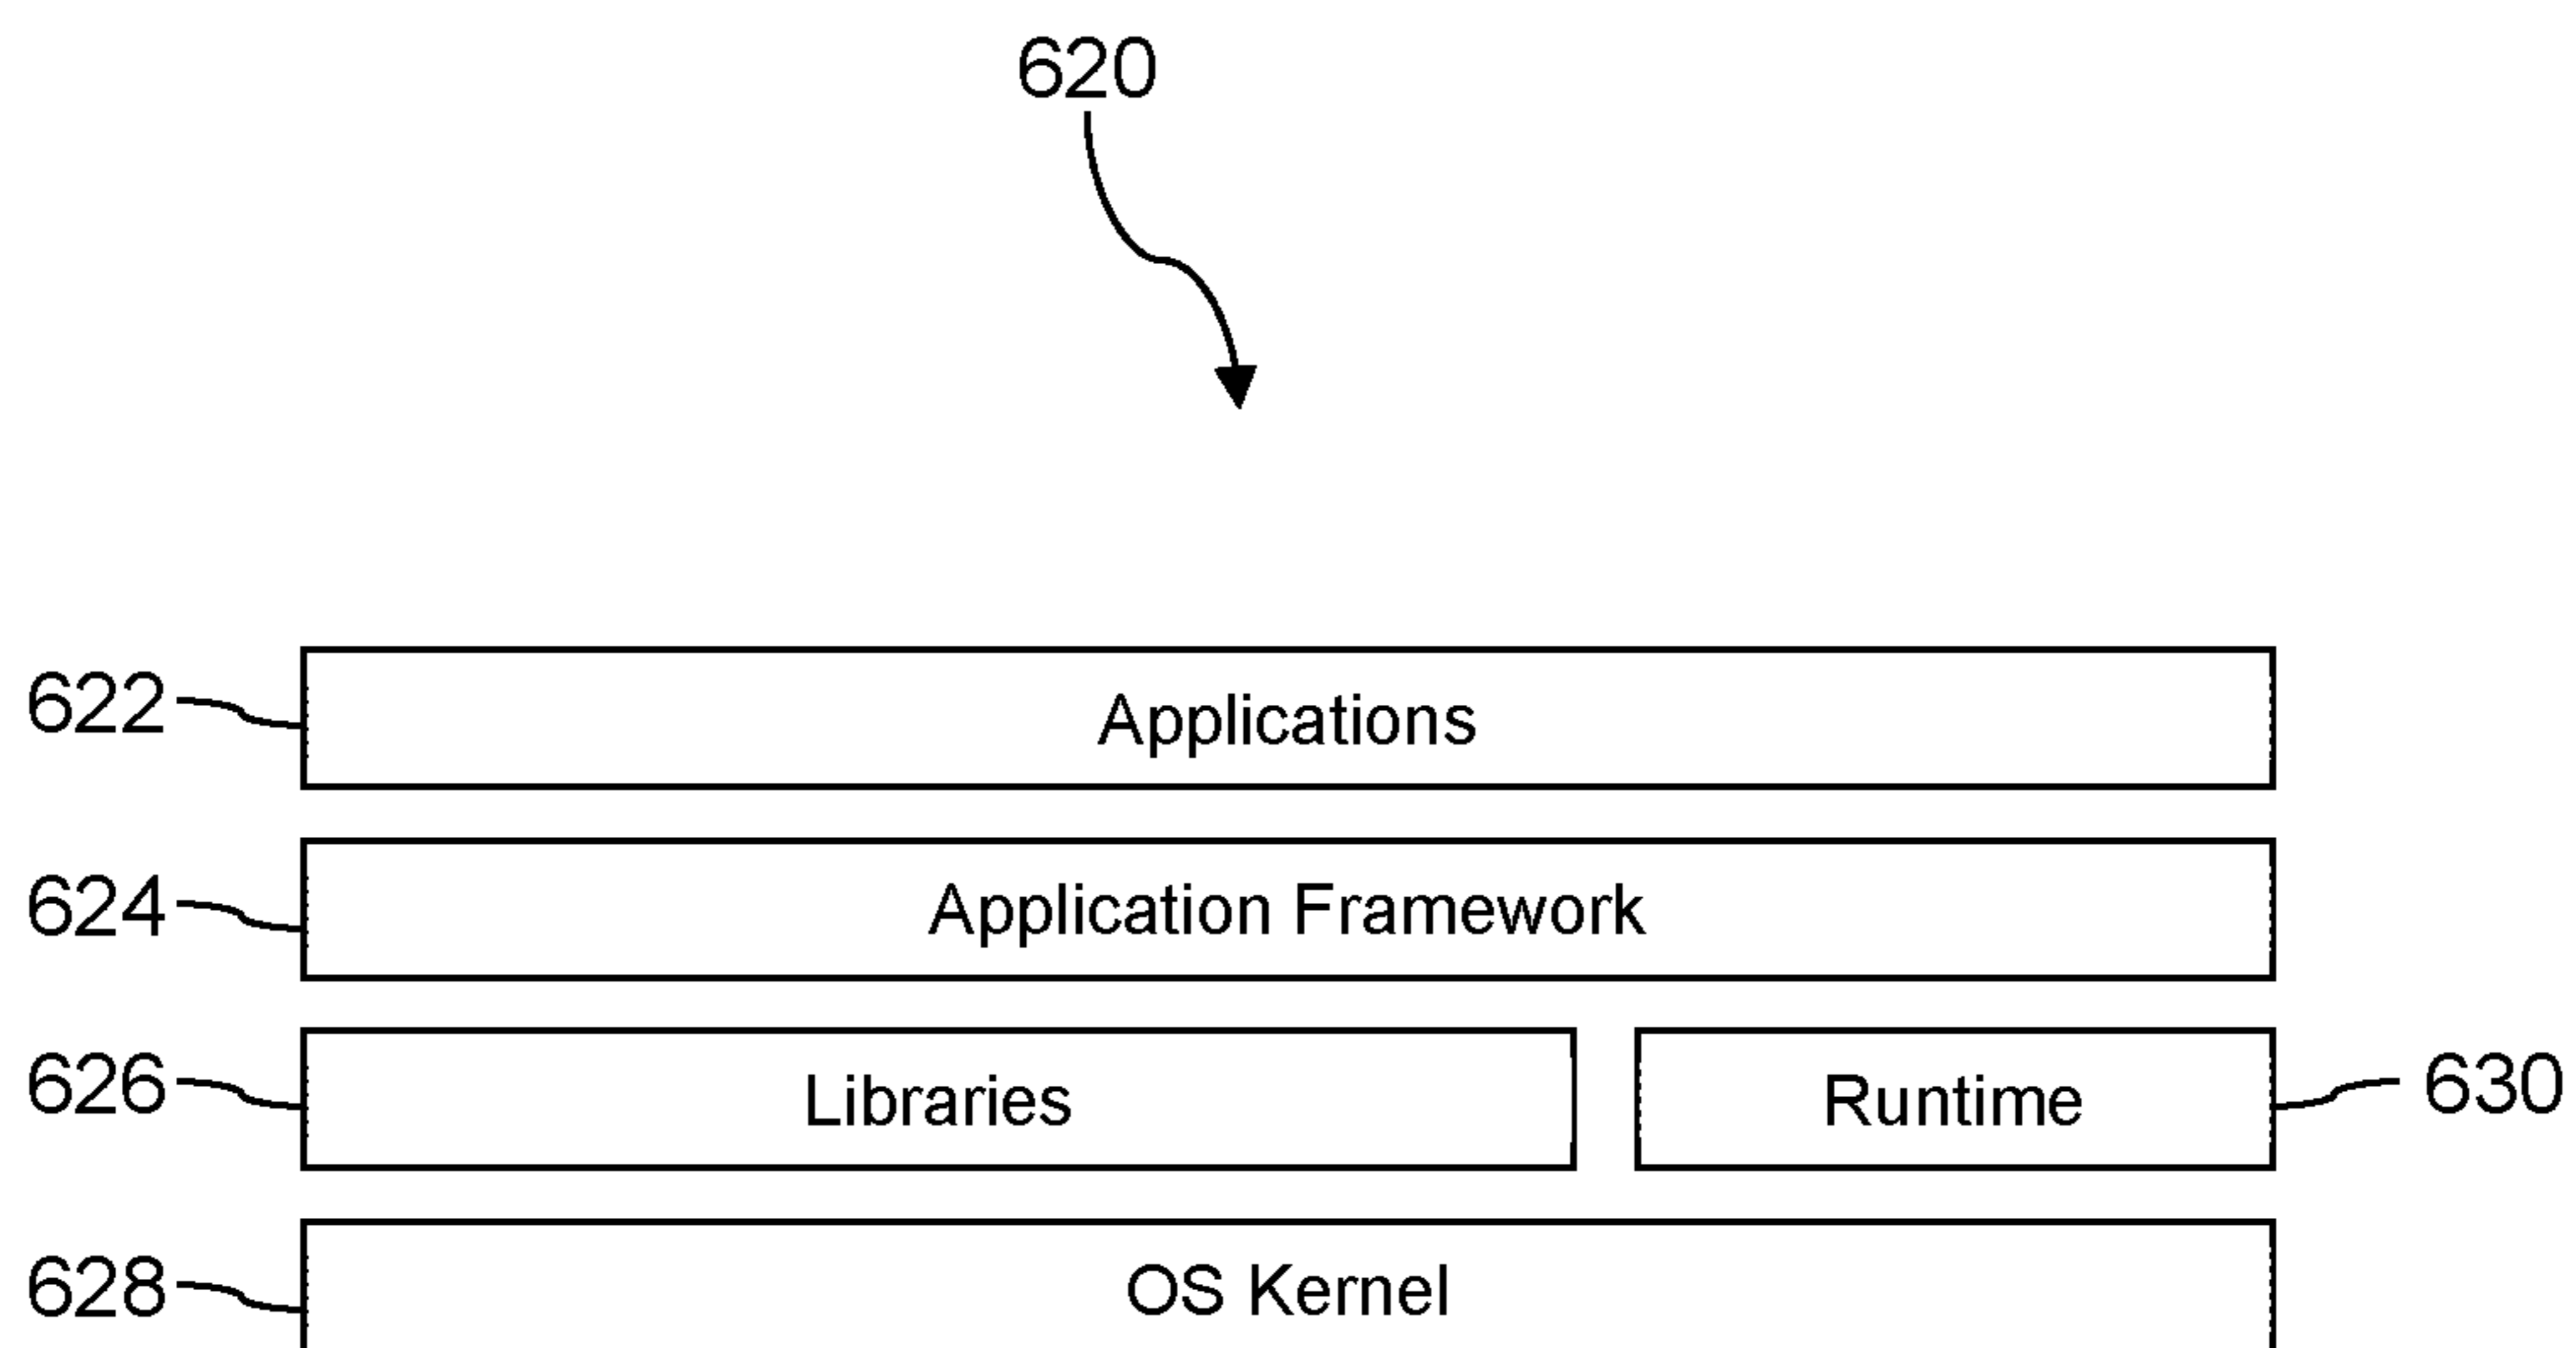 620
622 Applications
624 Application Framework
626 Libraries Runtime 630
628 OS Kernel